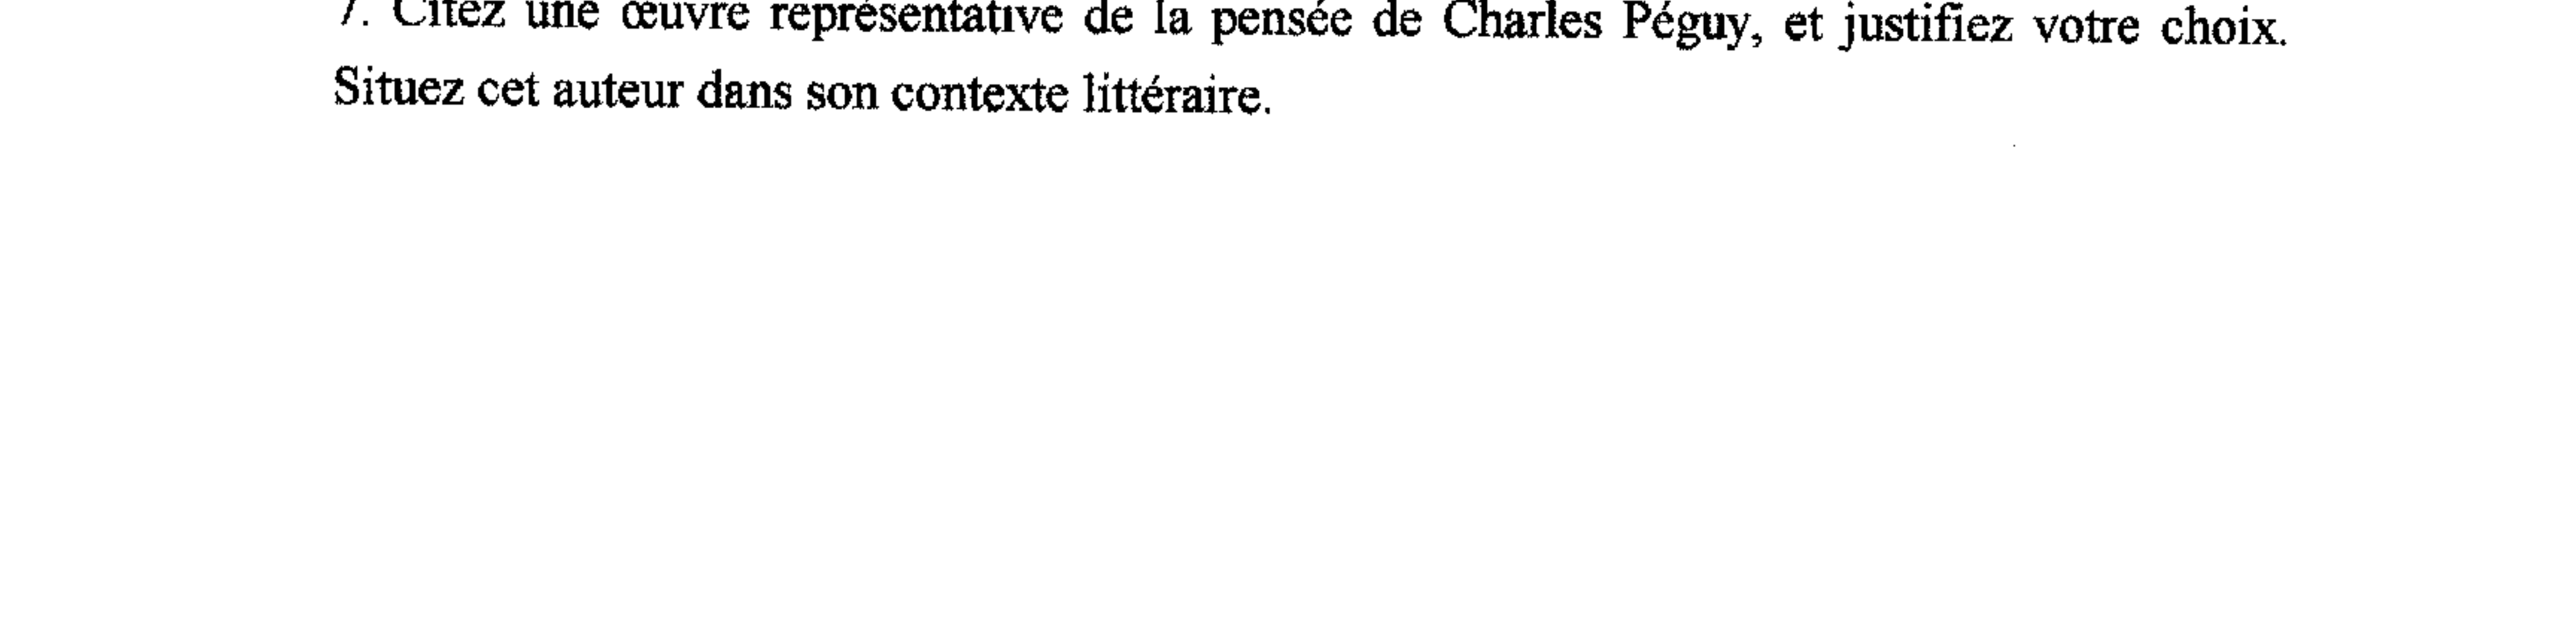 7. Citez une œuvre représentative de la pensée de Charles Péguy, et justifiez votre choix.
Situez cet auteur dans son contexte littéraire.